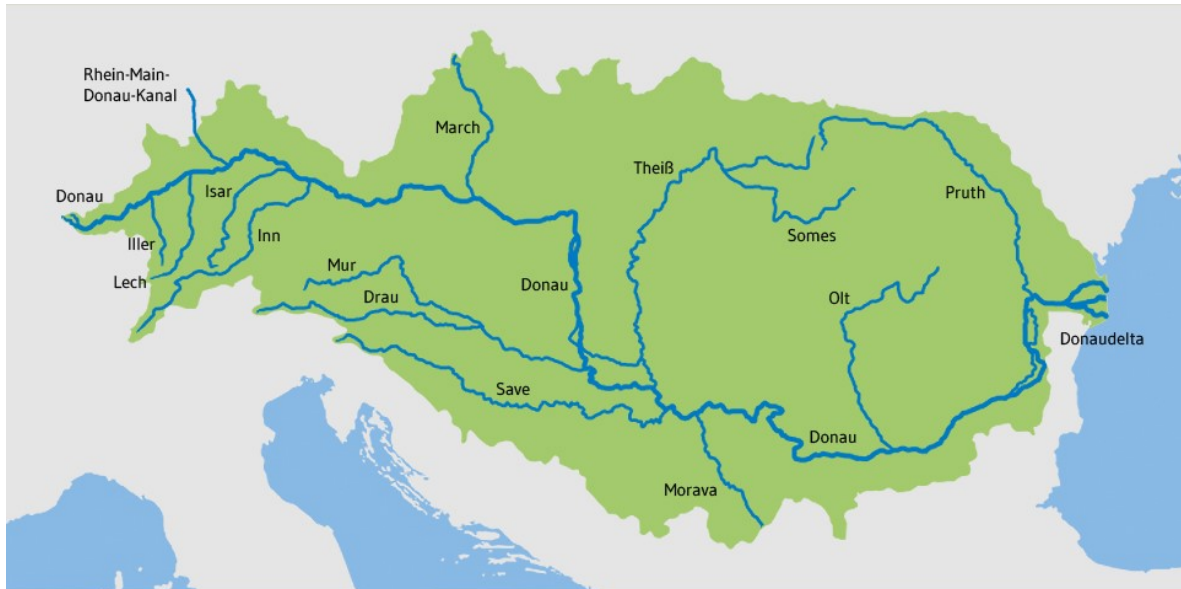 Rhein-Main-
Donau-Kanal
March
Theiß
Donau
Isar
Pruth
Iller
Inn
Somes
Lech
Mur
Donau
Drau
Olt
Donaudelta
Save
Donau
Morava